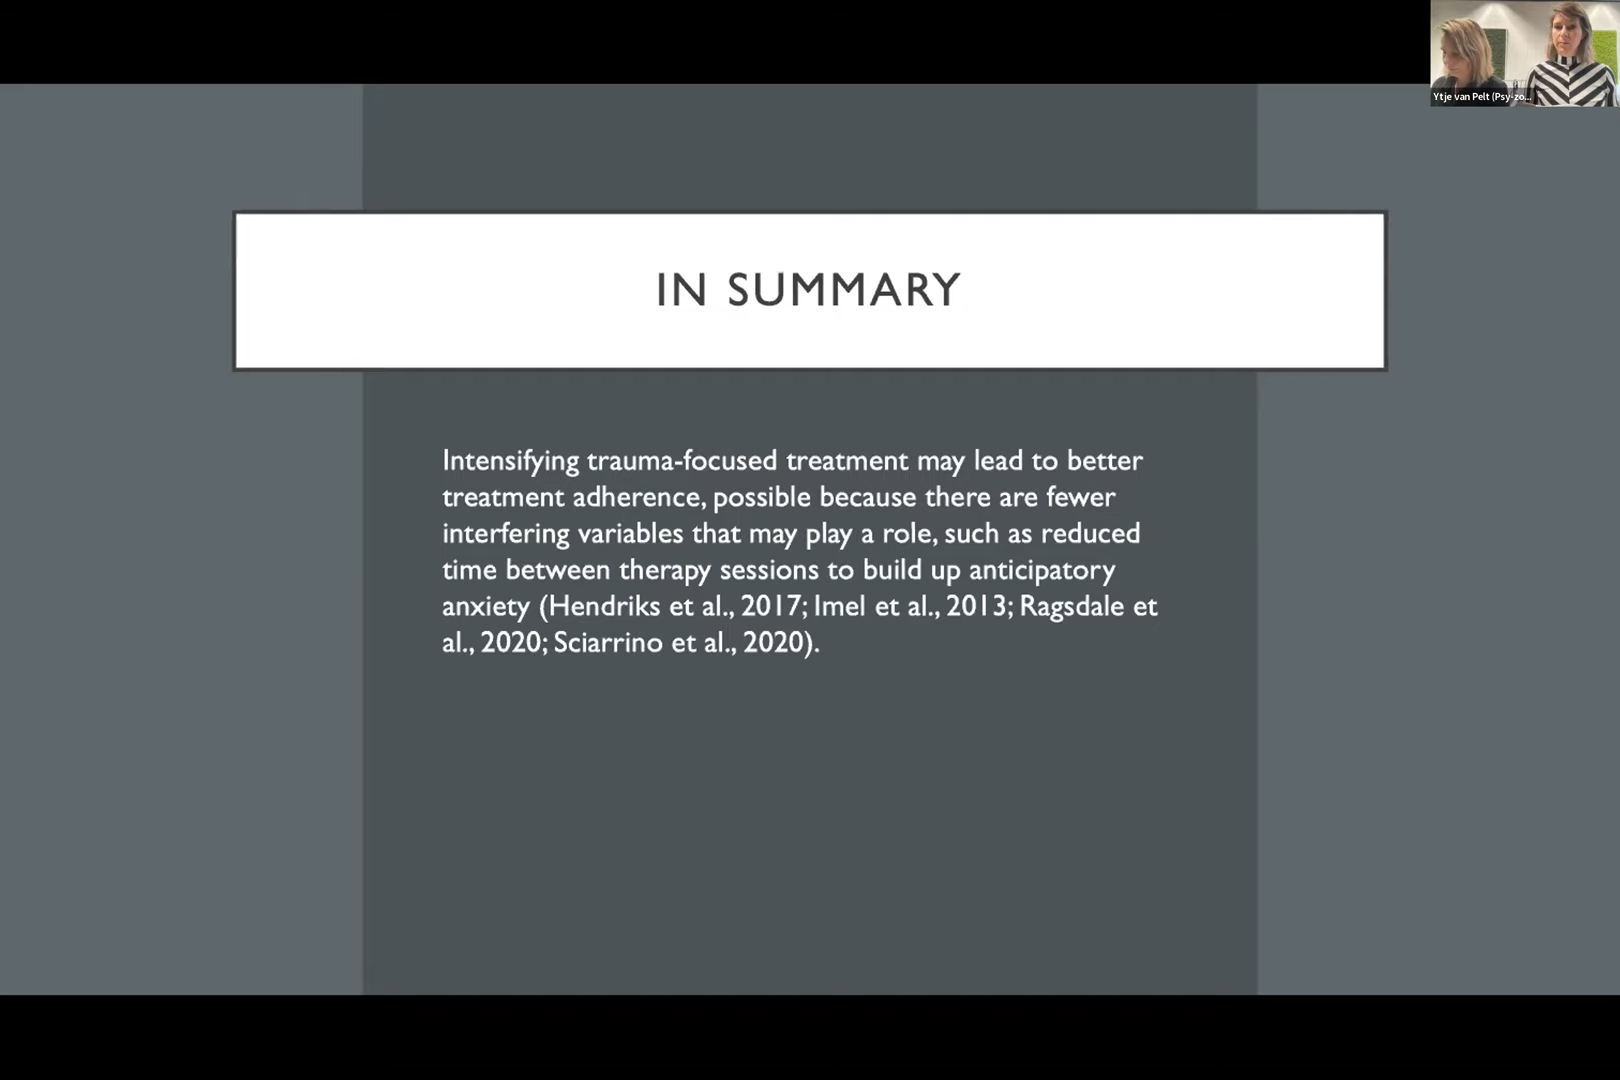 Ytje van Pelt (Psy-zo...
IN SUMMARY
Intensifying trauma-focused treatment may lead to better
treatment adherence, possible because there are fewer
interfering variables that may play a role, such as reduced
time between therapy sessions to build up anticipatory
anxiety (Hendriks et al., 2017; Imel et al., 2013; Ragsdale et
al., 2020; Sciarrino et al., 2020).